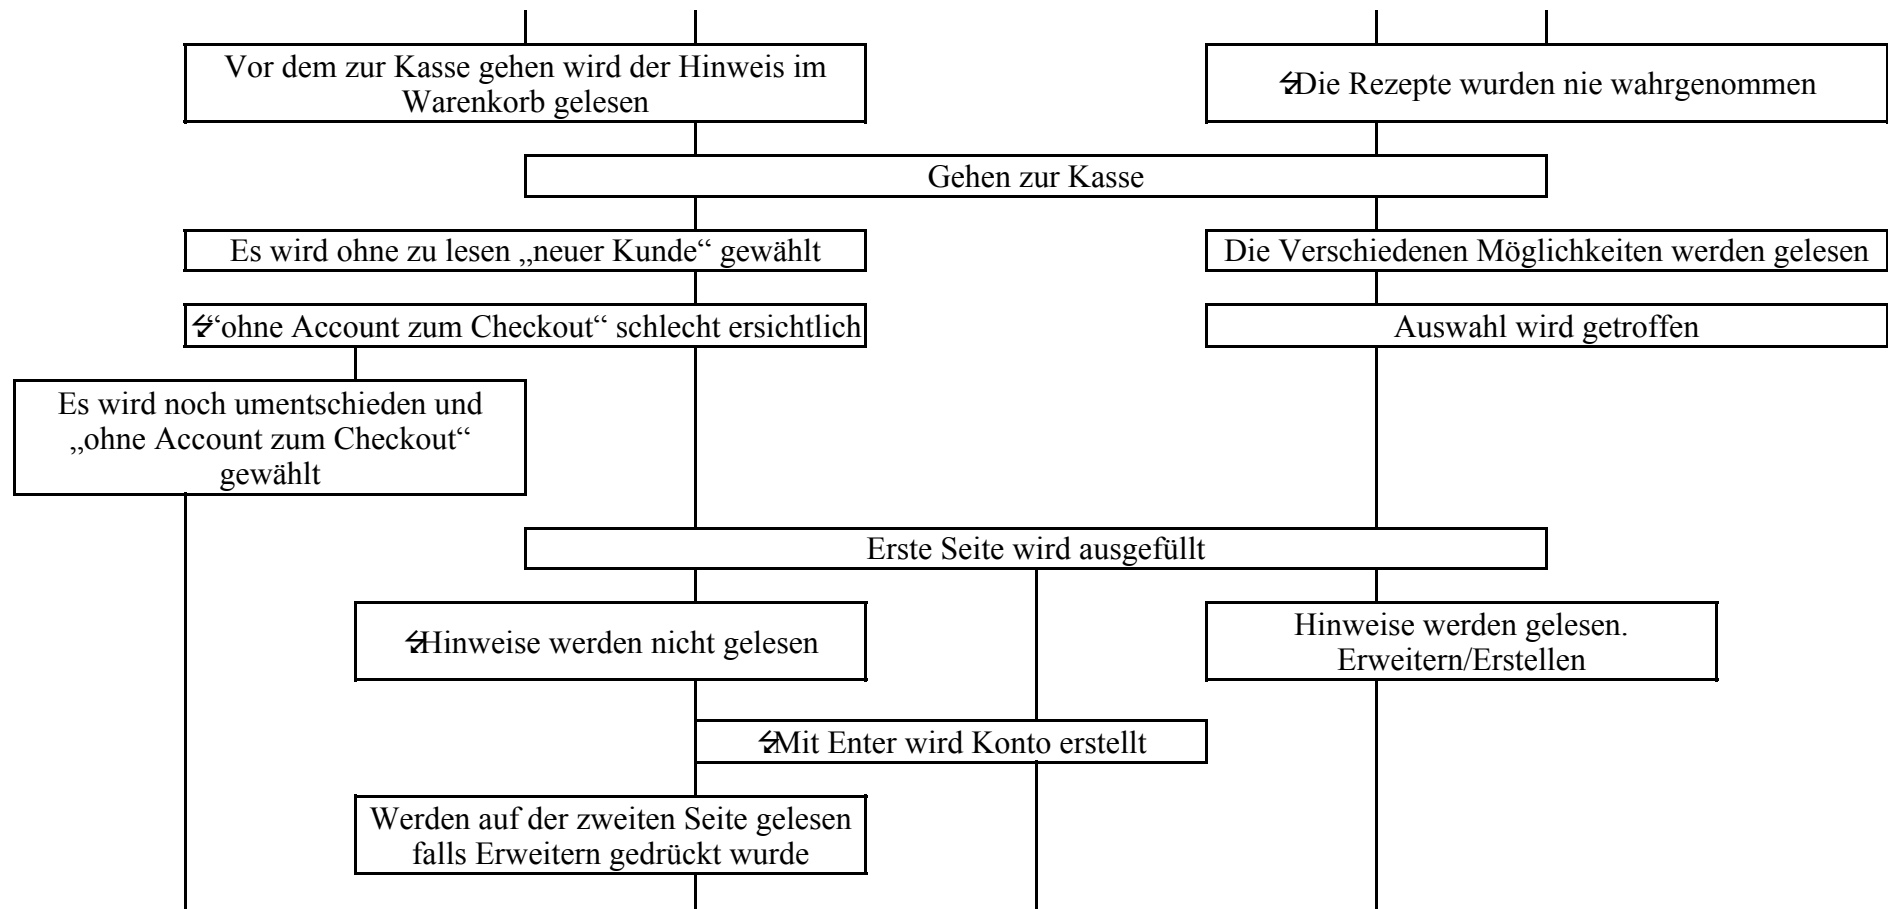 Vor dem zur Kasse gehen wird der Hinweis im
Warenkorb gelesen
Die Rezepte wurden nie wahrgenommen
Gehen zur Kasse
Es wird ohne zu lesen „neuer Kunde“ gewählt
Die Verschiedenen Möglichkeiten werden gelesen
“ohne Account zum Checkout“ schlecht ersichtlich
Auswahl wird getroffen
Es wird noch umentschieden und
„ohne Account zum Checkout“
gewählt
Erste Seite wird ausgefüllt
Hinweise werden nicht gelesen
Hinweise werden gelesen.
Erweitern/Erstellen
Mit Enter wird Konto erstellt
Werden auf der zweiten Seite gelesen
falls Erweitern gedrückt wurde